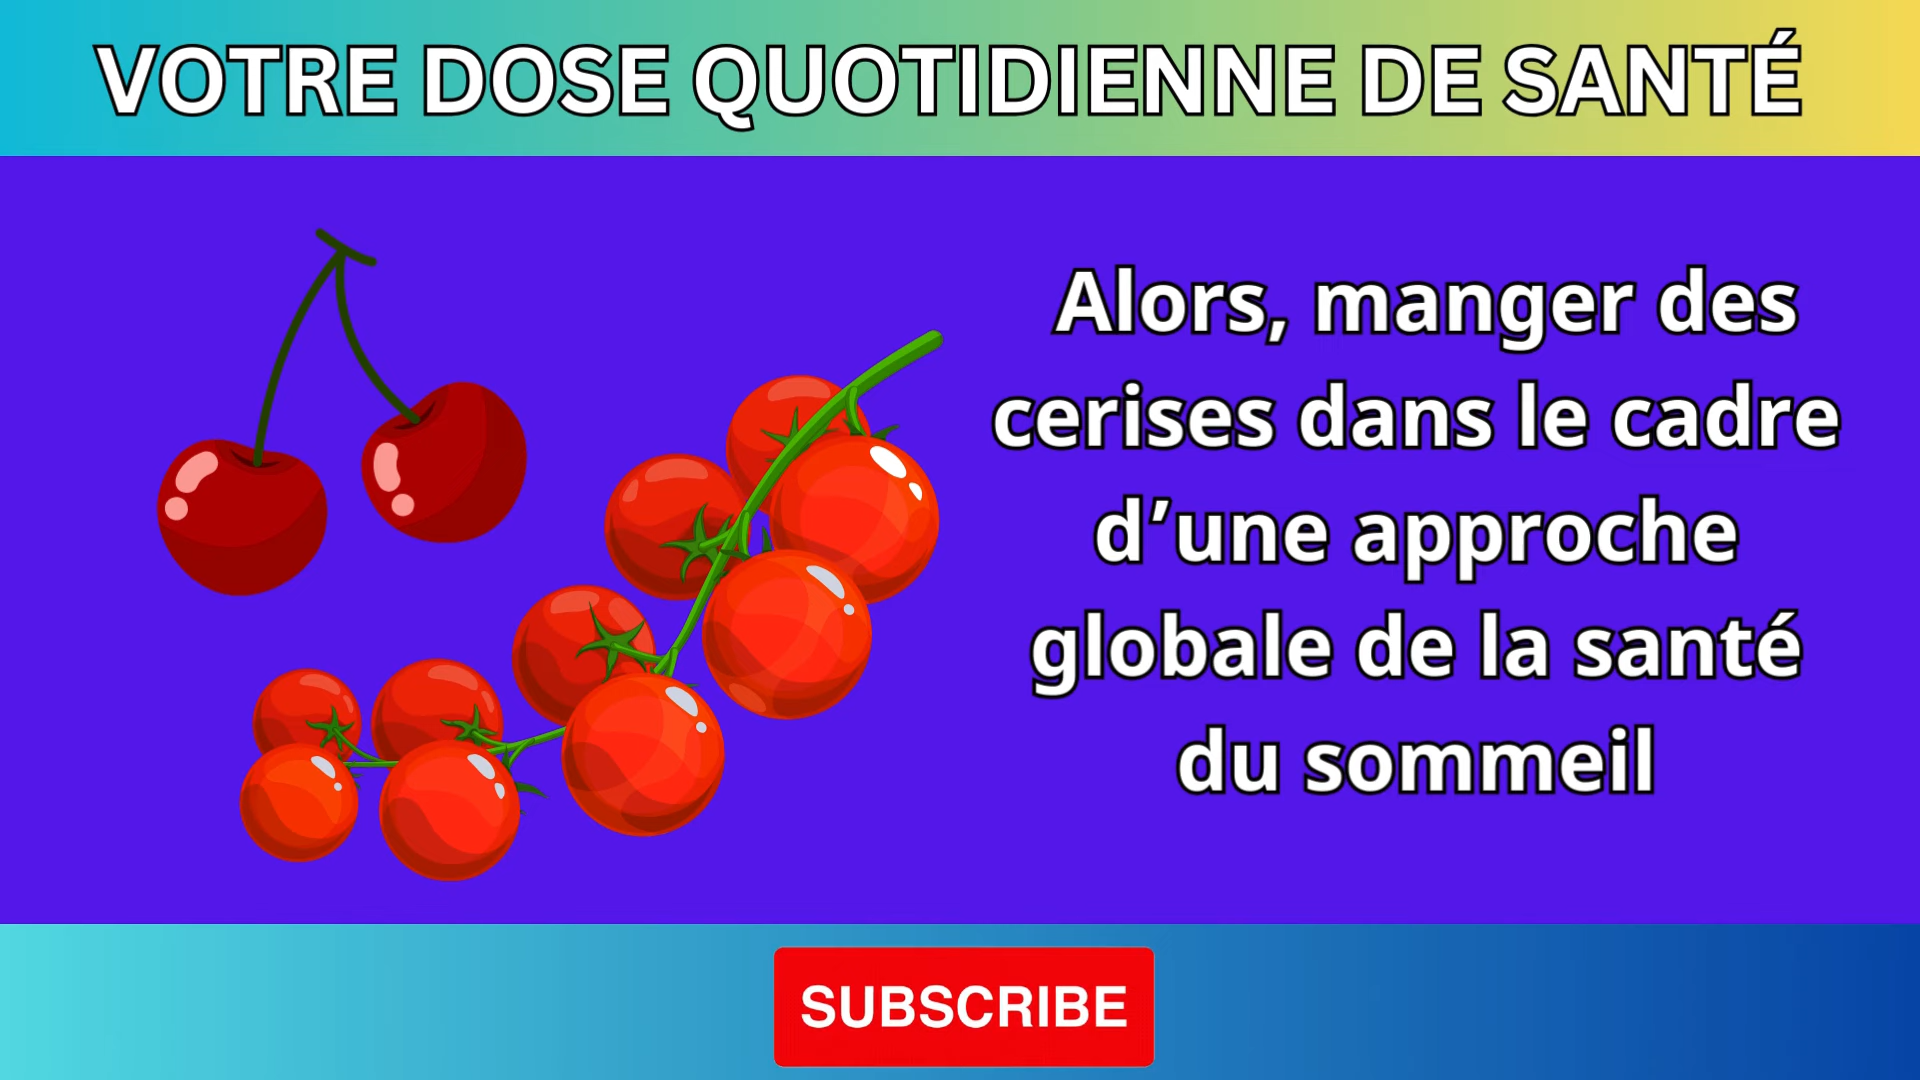 VOTRE DOSE QUOTIDIENNE DE SANTÉ
Alors, manger des
cerises dans le cadre
d’une approche
globale de la santé
du sommeil
SUBSCRIBE